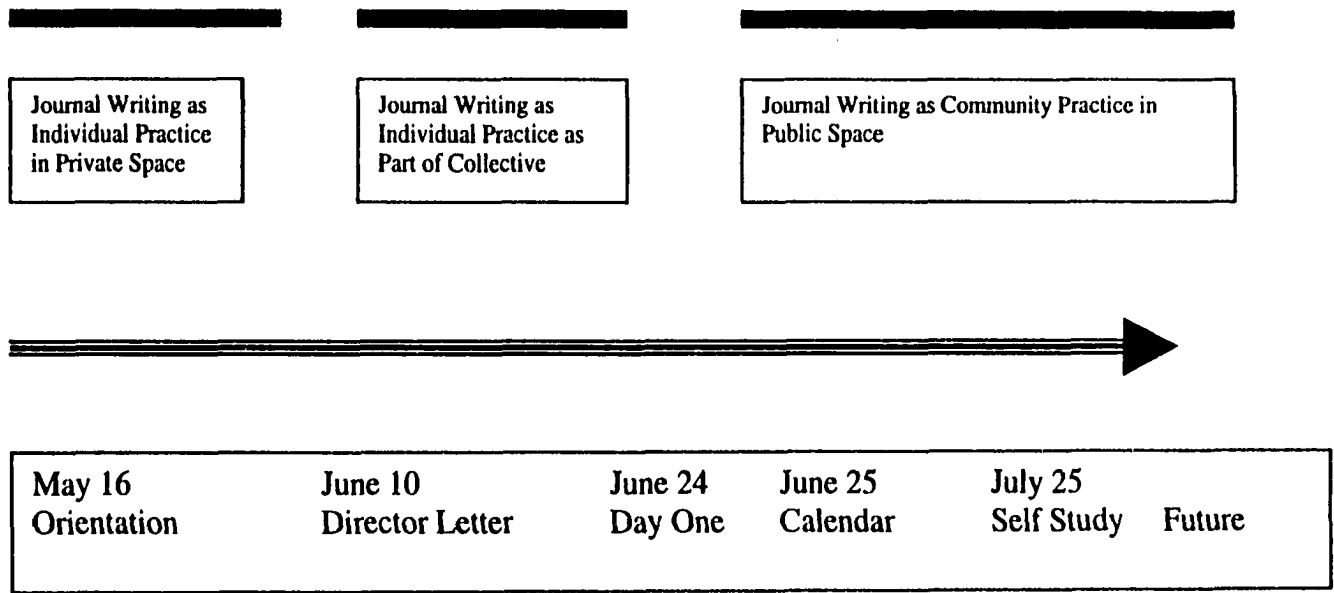 Journal Writing as
Individual Practice
in Private Space
Journal Writing as
Individual Practice as
Part of Collective
Journal Writing as Community Practice in
Public Space
May 16
Orientation
June 10
Director Letter
June 24
Day One
June 25
Calendar
July 25
Self Study
Future